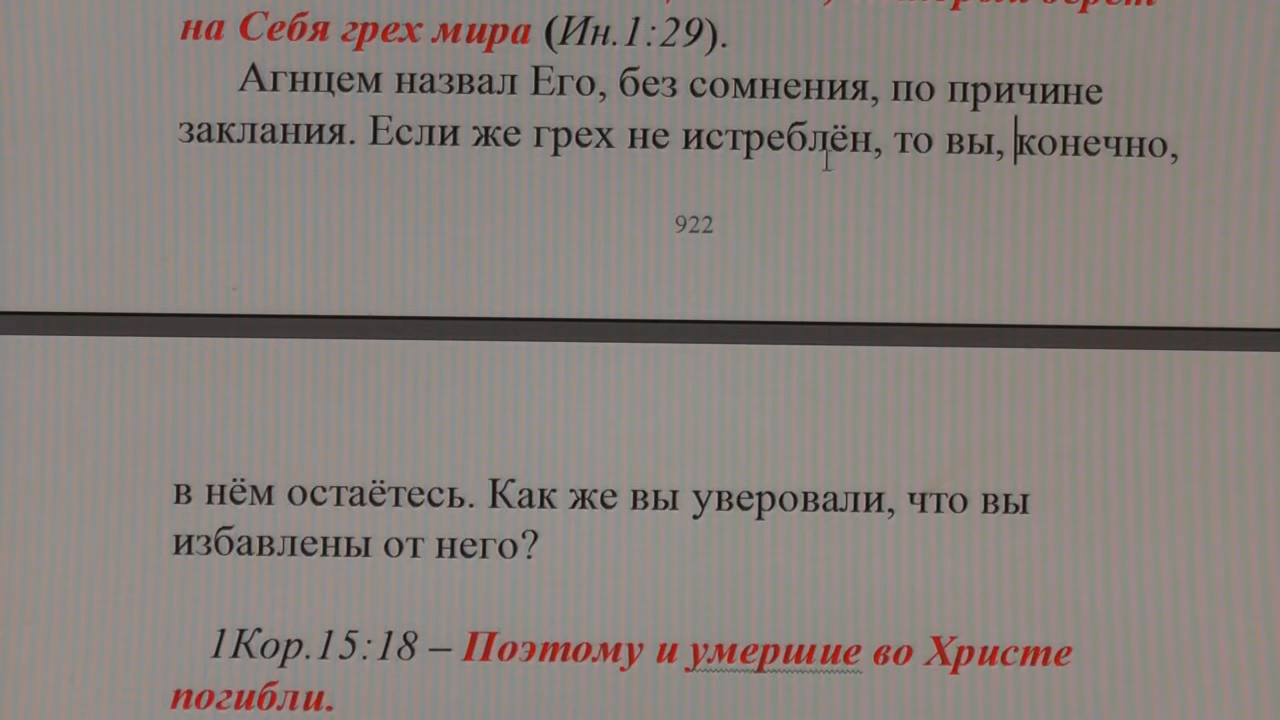 на Себя грех мира (Ин.1:29).
Агнцем назвал Его, без сомнения, по причине
заклания. Если же грех не истреблён, то вы, конечно,
922
в нём остаётесь. Как же вы уверовали, что вы
избавлены от него?
1Кор.15:18 – Поэтому и умершие во Христе
погибли.